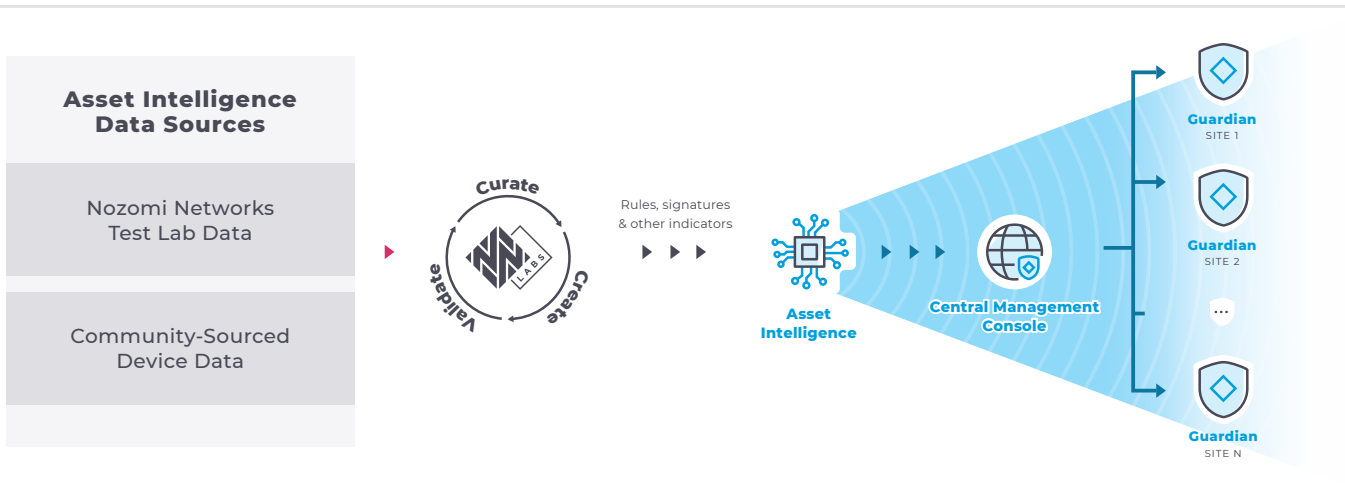 Asset Intelligence
Data Sources
Nozomi Networks
Test Lab Data
Community-Sourced
Device Data
Curate
Create
Validate
LABS
Rules, signatures
& other indicators
Asset
Intelligence
Central Management
Console
Guardian
SITE 1
Guardian
SITE 2
...
Guardian
SITE N